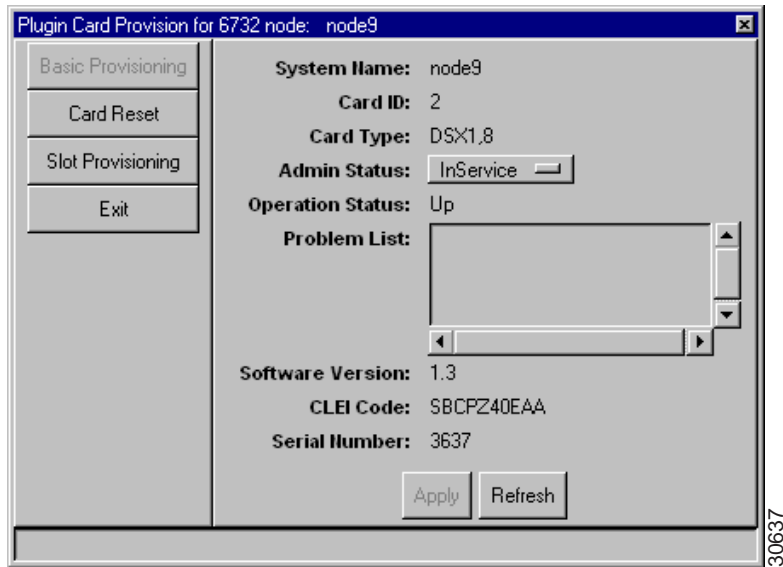 Plugin Card Provision for 6732 node: node9
Basic Provisioning
Card Reset
Slot Provisioning
Exit
System Name: node9
Card ID: 2
Card Type: DSX1,8
Admin Status: InService
Operation Status: Up
Problem List:
Software Version: 1.3
CLEI Code: SBCPZ40EAA
Serial Number: 3637
Apply Refresh
30637